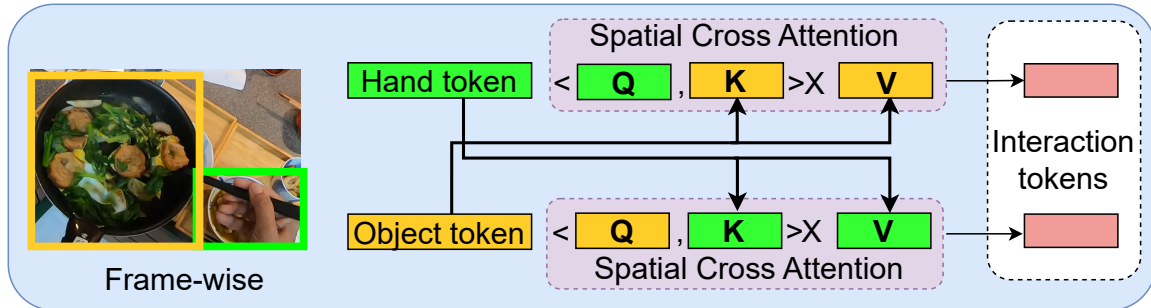 Spatial Cross Attention
Hand token
< Q , K >X V
Interaction
tokens
Object token
< Q , K >X V
Spatial Cross Attention
Frame-wise